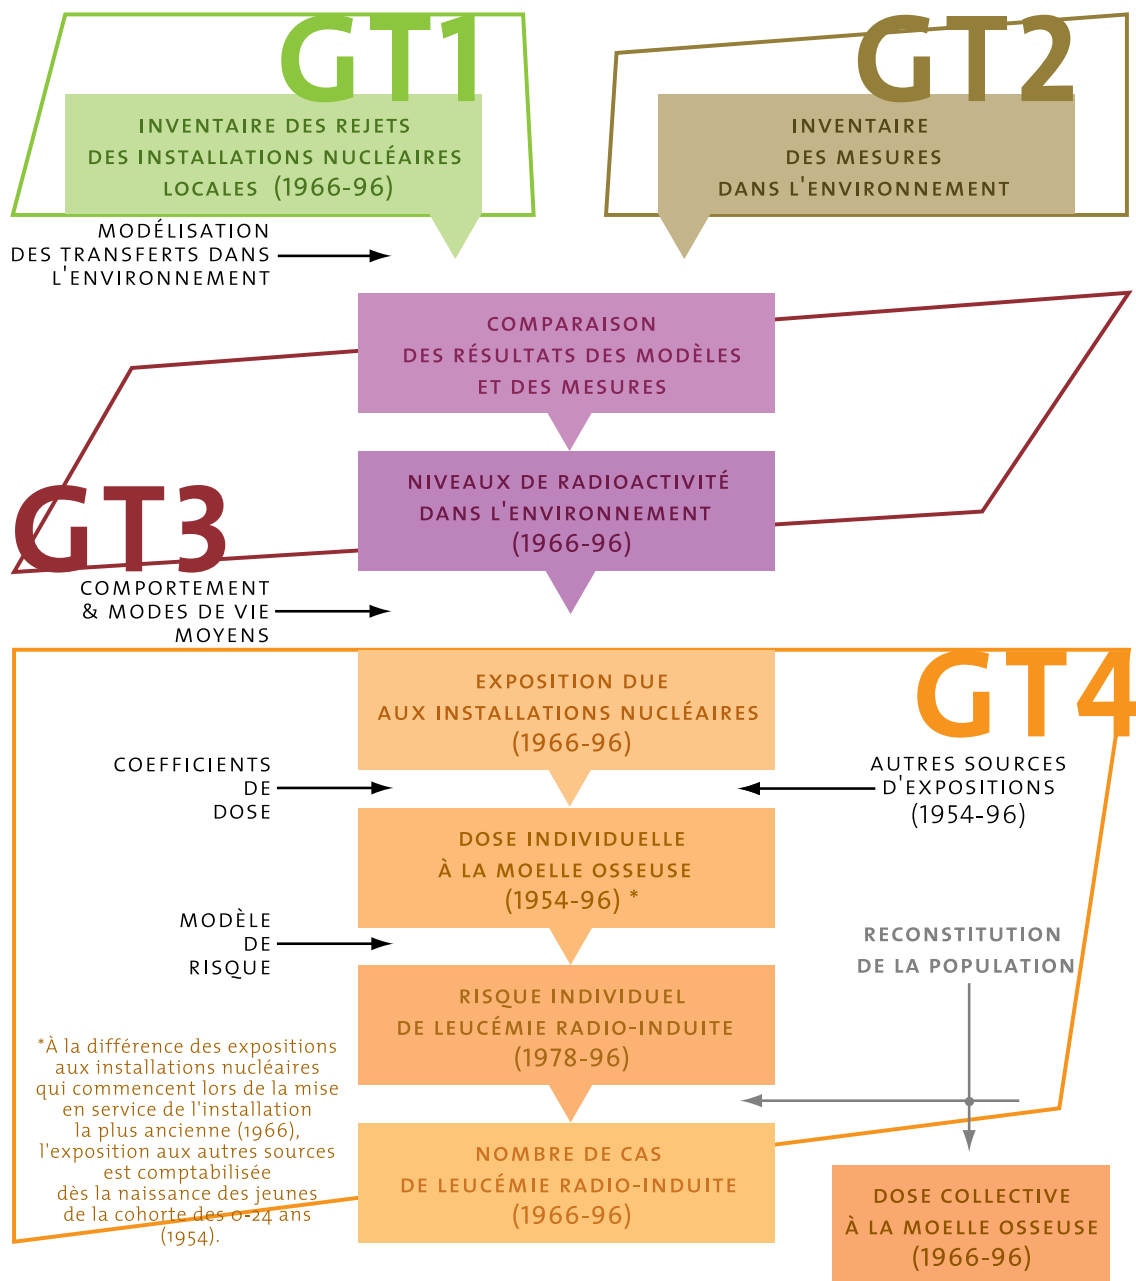 GT1
INVENTAIRE DES REJETS
DES INSTALLATIONS NUCLÉAIRES
LOCALES (1966-96)
GT2
INVENTAIRE
DES MESURES
DANS L'ENVIRONNEMENT
MODÉLISATION
DES TRANSFERTS DANS
L'ENVIRONNEMENT
COMPARAISON
DES RÉSULTATS DES MODÈLES
ET DES MESURES
GT3
NIVEAUX DE RADIOACTIVITÉ
DANS L'ENVIRONNEMENT
(1966-96)
COMPORTEMENT
& MODES DE VIE
MOYENS
GT4
EXPOSITION DUE
AUX INSTALLATIONS NUCLÉAIRES
(1966-96)
COEFFICIENTS
DE
DOSE
AUTRES SOURCES
D'EXPOSITIONS
(1954-96)
DOSE INDIVIDUELLE
À LA MOELLE OSSEUSE
(1954-96) *
MODÈLE
DE
RISQUE
RECONSTITUTION
DE LA POPULATION
RISQUE INDIVIDUEL
DE LEUCÉMIE RADIO-INDUITE
(1978-96)
*À la différence des expositions
aux installations nucléaires
qui commencent lors de la mise
en service de l'installation
la plus ancienne (1966),
l'exposition aux autres sources
est comptabilisée
dès la naissance des jeunes
de la cohorte des 0-24 ans
(1954).
NOMBRE DE CAS
DE LEUCÉMIE RADIO-INDUITE
(1966-96)
DOSE COLLECTIVE
À LA MOELLE OSSEUSE
(1966-96)